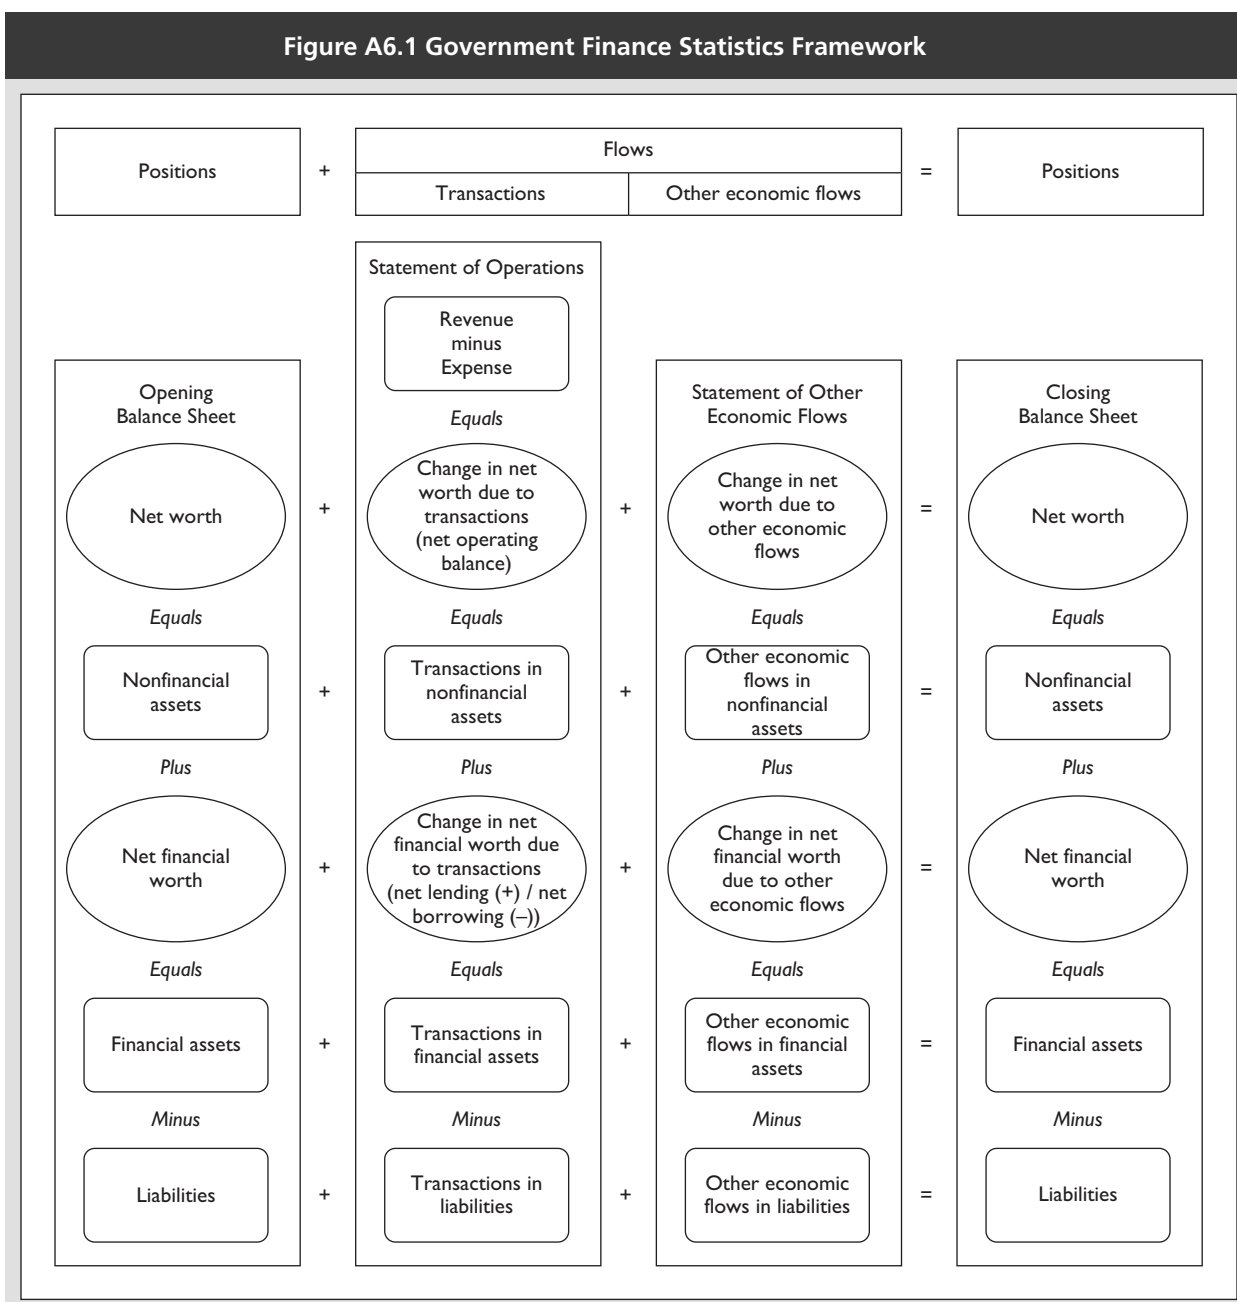 Figure A6.1 Government Finance Statistics Framework
Positions
+
Flows
Transactions
Other economic flows
=
Positions
Opening
Balance Sheet
Net worth
Equals
Nonfinancial
assets
Plus
Net financial
worth
Equals
Financial assets
Minus
Liabilities
+
+
+
+
+
Statement of Operations
Revenue
minus
Expense
Equals
Change in net
worth due to
transactions
(net operating
balance)
Equals
Transactions in
nonfinancial
assets
Plus
Change in net
financial worth due
to transactions
(net lending (+) / net
borrowing (–))
Equals
Transactions in
financial assets
Minus
Transactions in
liabilities
+
+
+
+
+
Statement of Other
Economic Flows
Change in net
worth due to
other economic
flows
Equals
Other economic
flows in
nonfinancial
assets
Plus
Change in net
financial worth
due to other
economic flows
Equals
Other economic
flows in financial
assets
Minus
Other economic
flows in liabilities
=
=
=
=
=
Closing
Balance Sheet
Net worth
Equals
Nonfinancial
assets
Plus
Net financial
worth
Equals
Financial assets
Minus
Liabilities